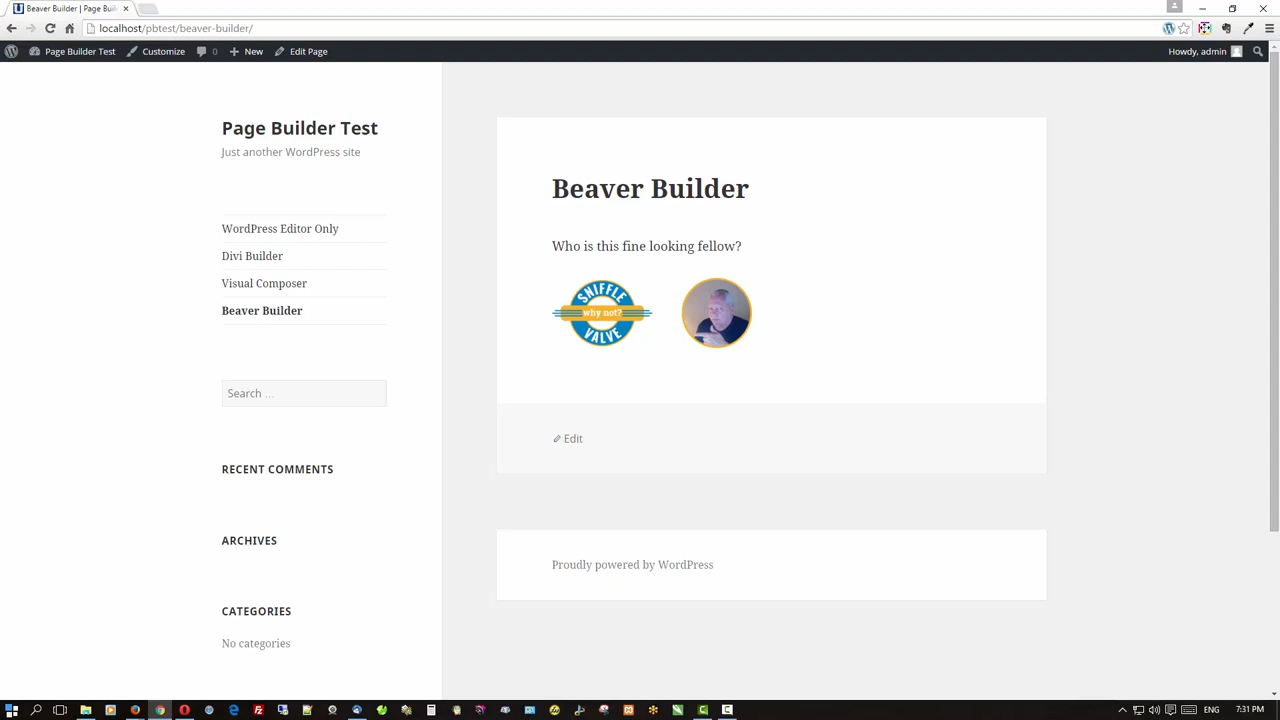 Beaver Builder | Page Buil
localhost/pbtest/beaver-builder/
Page Builder Test
Customize
0
New
Edit Page
Howdy, admin
Page Builder Test
Just another WordPress site
WordPress Editor Only
Divi Builder
Visual Composer
Beaver Builder
Search …
RECENT COMMENTS
ARCHIVES
CATEGORIES
No categories
Beaver Builder
Who is this fine looking fellow?
SNIFFLE
why not?
VALVE
Edit
Proudly powered by WordPress
ENG
7:31 PM